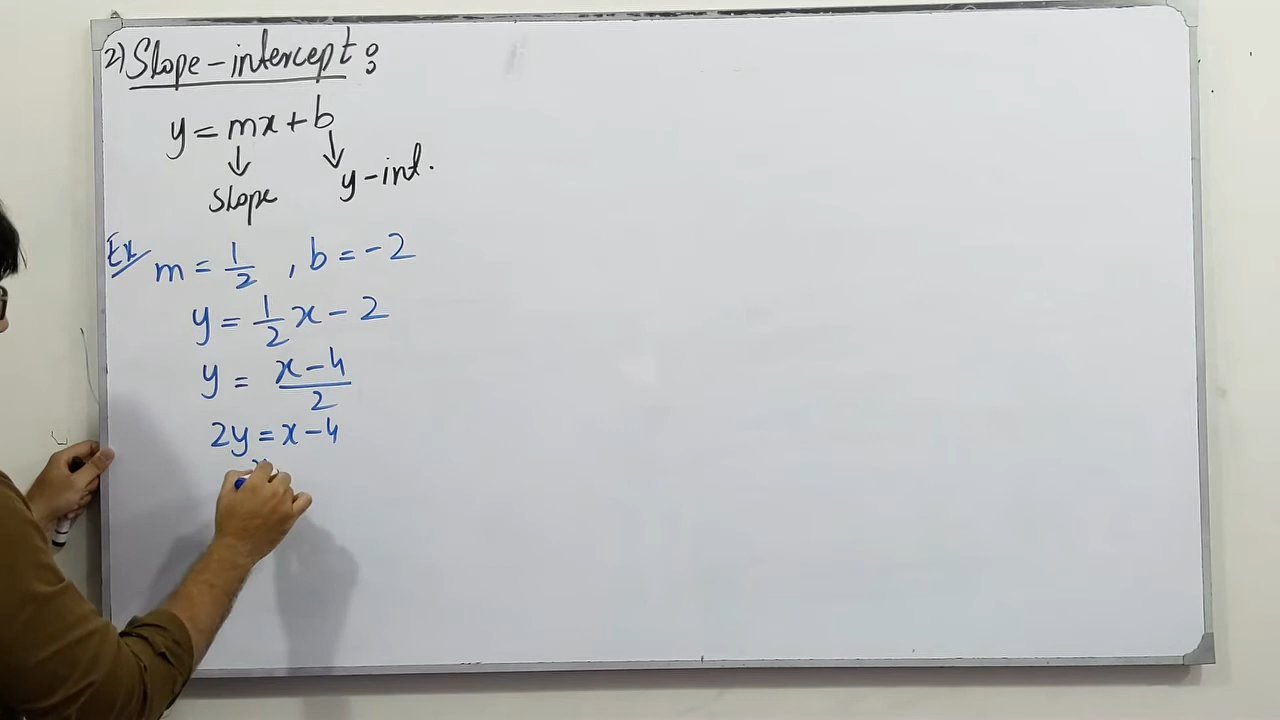 2) Slope-intercept:
y = mx + b
slope y-int.
Ex m = 1/2 , b = -2
y = 1/2 x - 2
y = x-4/2
2y = x-4